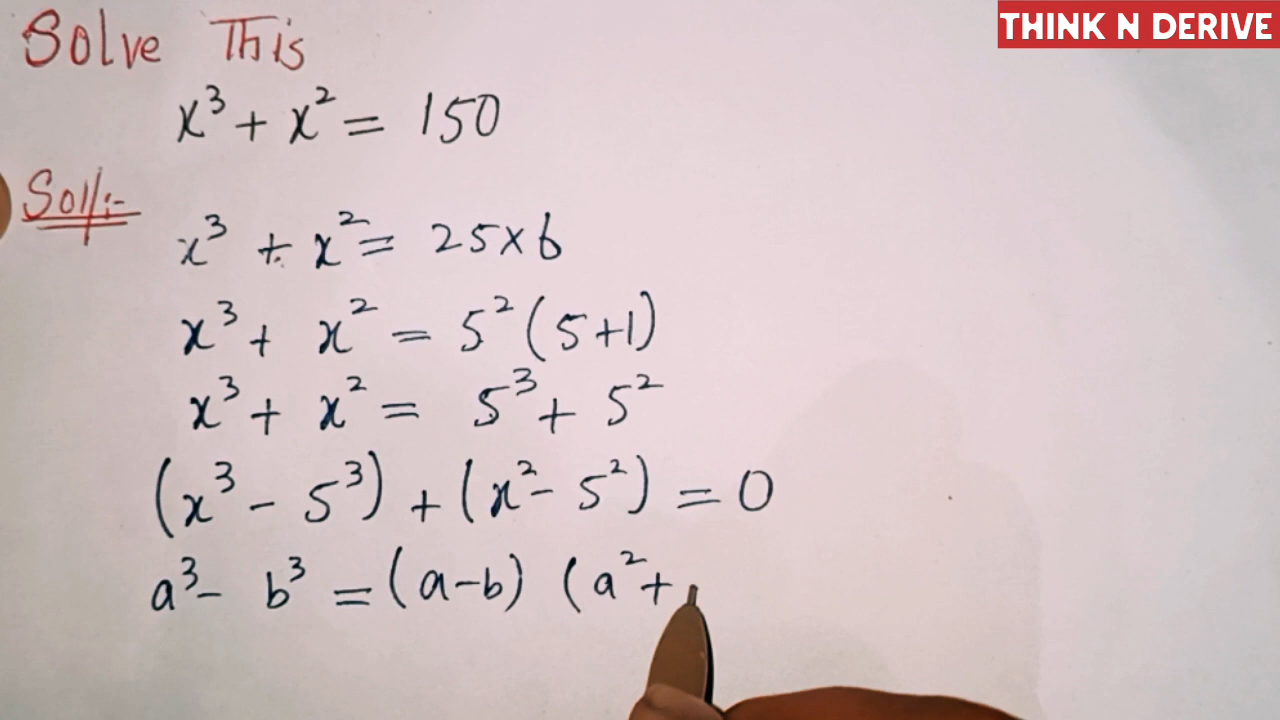 THINK N DERIVE
Solve This
x³ + x² = 150
Sol/:-
x³ + x² = 25×6
x³ + x² = 5² (5+1)
x³ + x² = 5³ + 5²
(x³ - 5³) + (x² - 5²) = 0
a³ - b³ = (a-b) (a² +